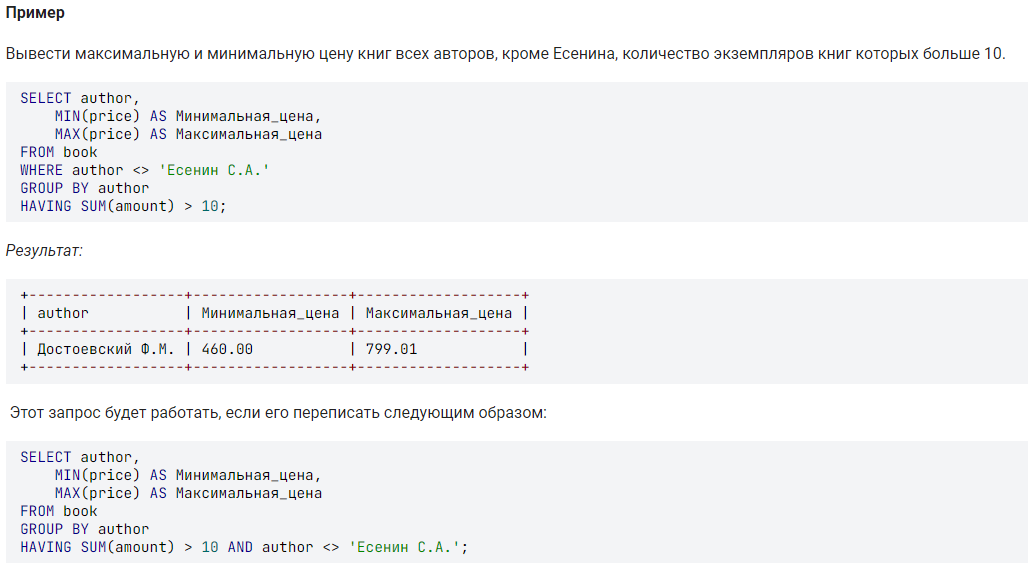 Пример
Вывести максимальную и минимальную цену книг всех авторов, кроме Есенина, количество экземпляров книг которых больше 10.
SELECT author,
    MIN(price) AS Минимальная_цена,
    MAX(price) AS Максимальная_цена
FROM book
WHERE author <> 'Есенин С.А.'
GROUP BY author
HAVING SUM(amount) > 10;
Результат:
+------------------+------------------+-------------------+
| author           | Минимальная_цена | Максимальная_цена |
+------------------+------------------+-------------------+
| Достоевский Ф.М. | 460.00           | 799.01            |
+------------------+------------------+-------------------+
Этот запрос будет работать, если его переписать следующим образом:
SELECT author,
    MIN(price) AS Минимальная_цена,
    MAX(price) AS Максимальная_цена
FROM book
GROUP BY author
HAVING SUM(amount) > 10 AND author <> 'Есенин С.А.';